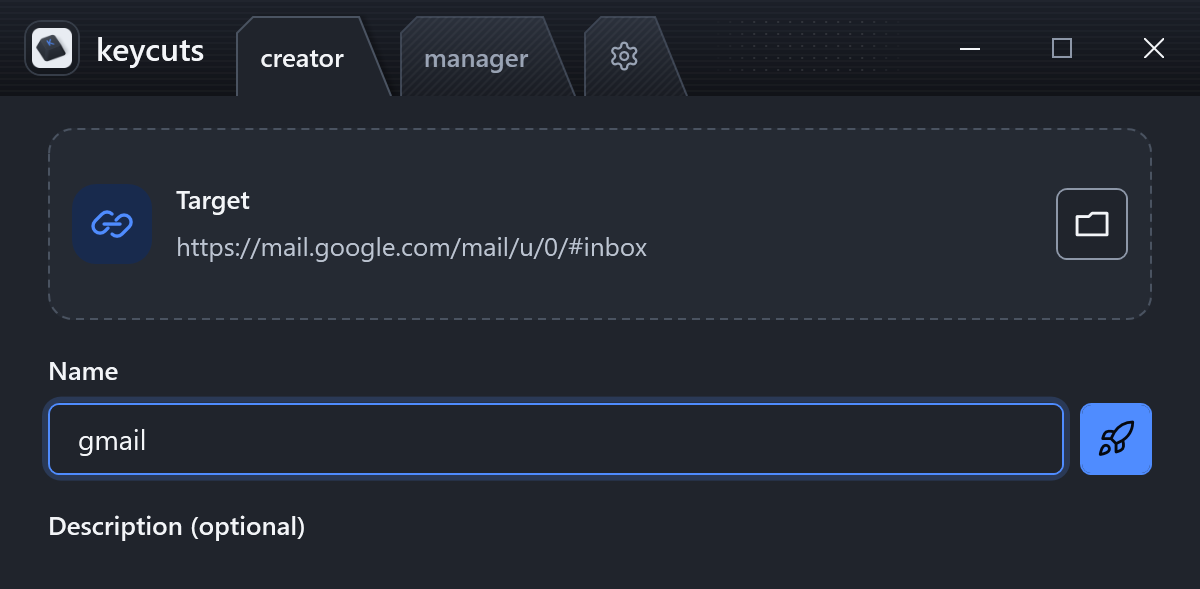 keycuts
creator
manager
Target
https://mail.google.com/mail/u/0/#inbox
Name
gmail
Description (optional)